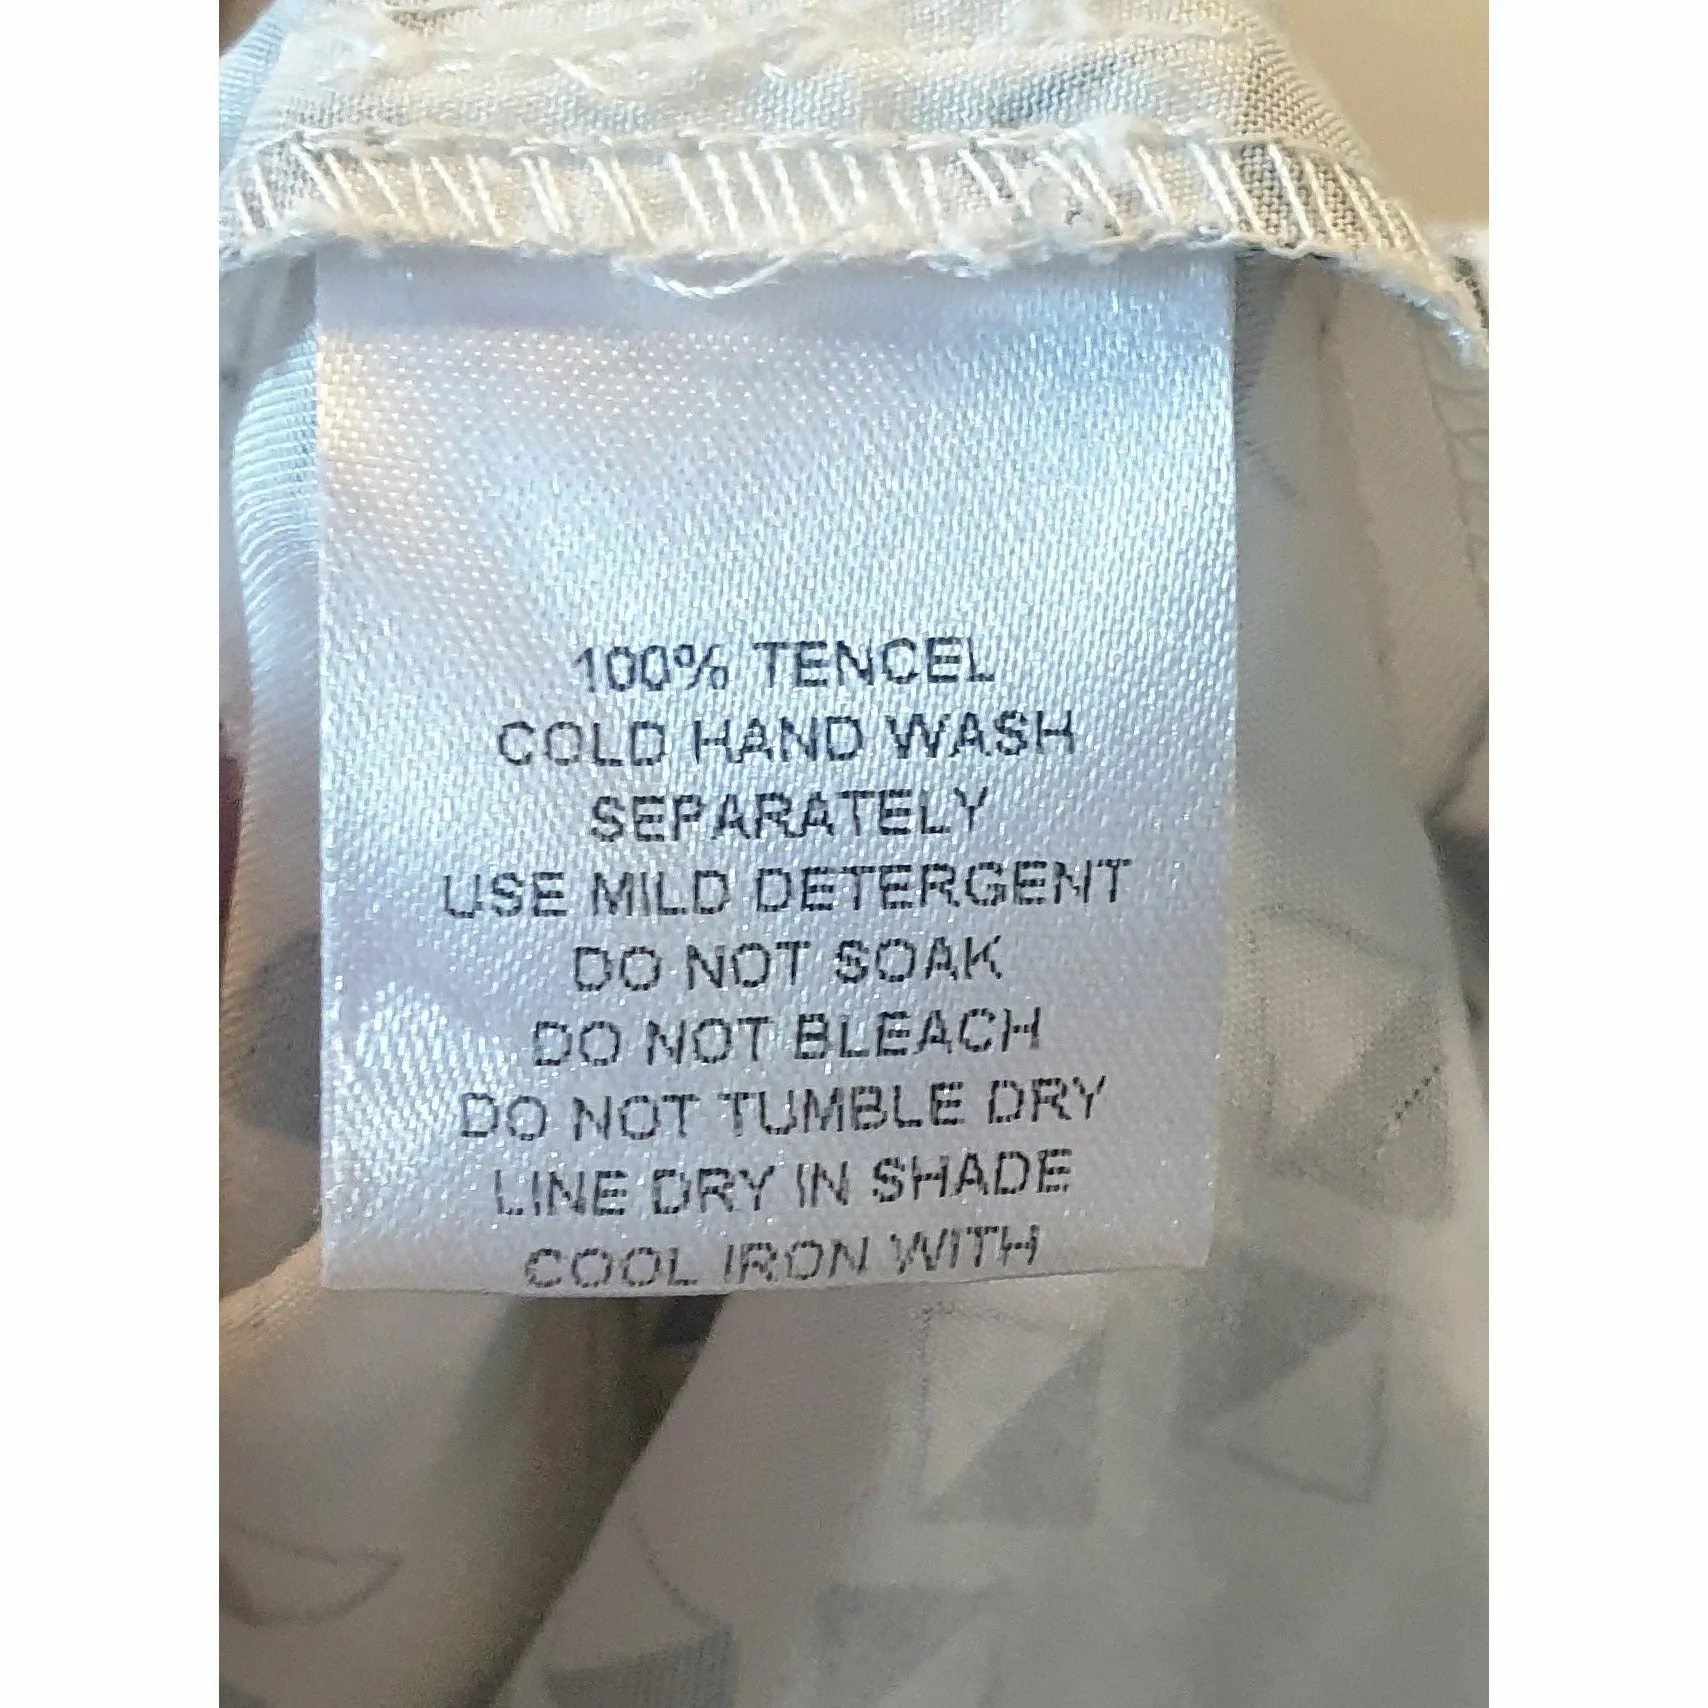 100% TENCEL
COLD HAND WASH
SEPARATELY
USE MILD DETERGENT
DO NOT SOAK
DO NOT BLEACH
DO NOT TUMBLE DRY
LINE DRY IN SHADE
COOL IRON WITH